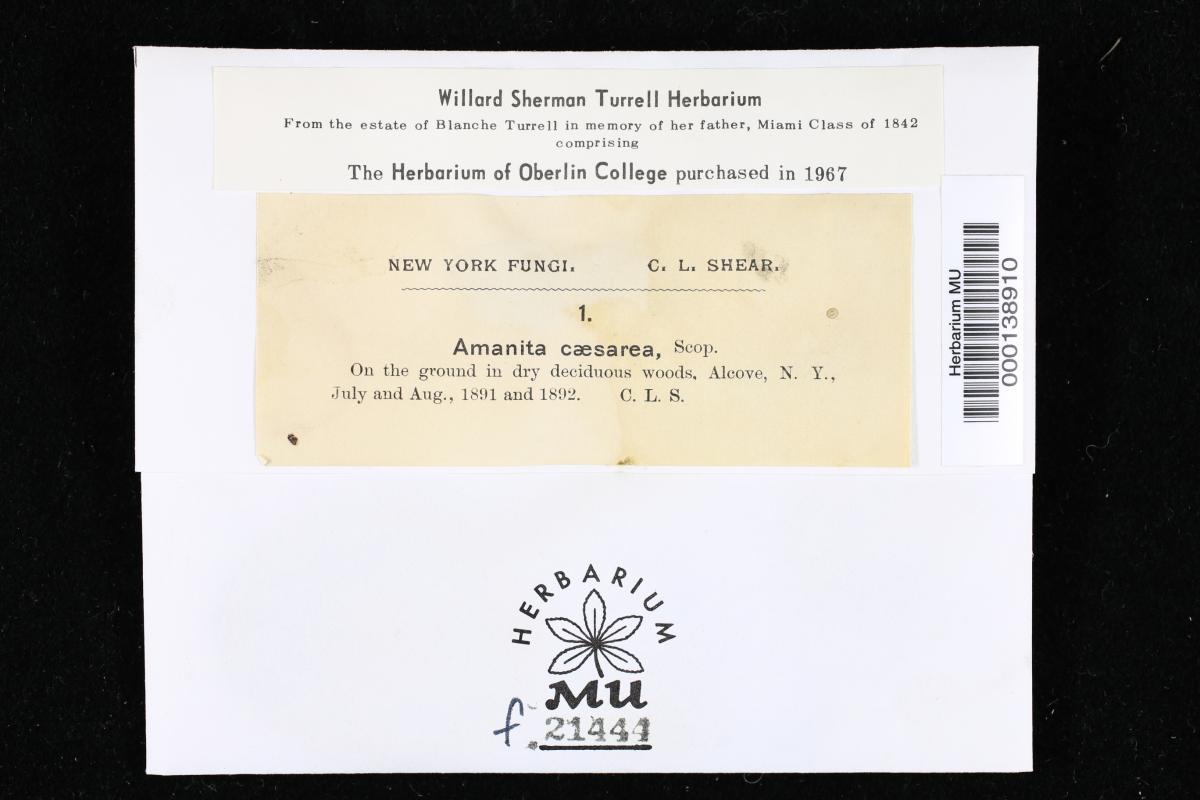 Willard Sherman Turrell Herbarium
From the estate of Blanche Turrell in memory of her father, Miami Class of 1842
comprising
The Herbarium of Oberlin College purchased in 1967
NEW YORK FUNGI. C. L. SHEAR.
1.
Amanita cæsarea, Scop.
On the ground in dry deciduous woods, Alcove, N. Y.,
July and Aug., 1891 and 1892. C. L. S.
Herbarium MU
000138910
HERBARIUM
MU
f. 21444